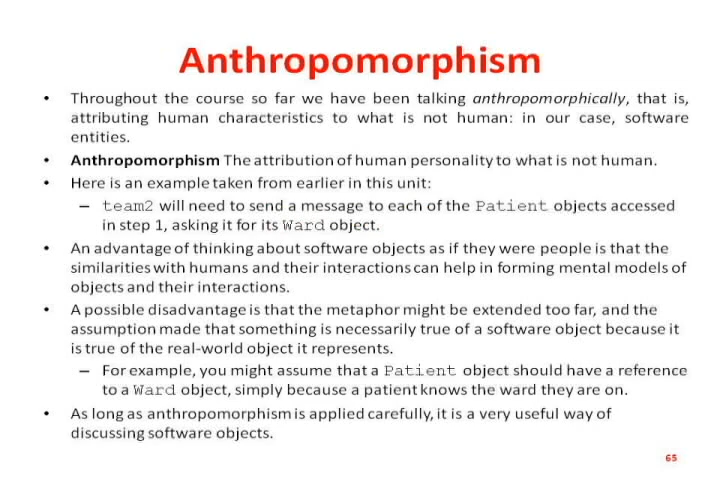 Anthropomorphism
• Throughout the course so far we have been talking anthropomorphically, that is,
attributing human characteristics to what is not human: in our case, software
entities.
• Anthropomorphism The attribution of human personality to what is not human.
• Here is an example taken from earlier in this unit:
– team2 will need to send a message to each of the Patient objects accessed
in step 1, asking it for its Ward object.
• An advantage of thinking about software objects as if they were people is that the
similarities with humans and their interactions can help in forming mental models of
objects and their interactions.
• A possible disadvantage is that the metaphor might be extended too far, and the
assumption made that something is necessarily true of a software object because it
is true of the real-world object it represents.
– For example, you might assume that a Patient object should have a reference
to a Ward object, simply because a patient knows the ward they are on.
• As long as anthropomorphism is applied carefully, it is a very useful way of
discussing software objects.
65